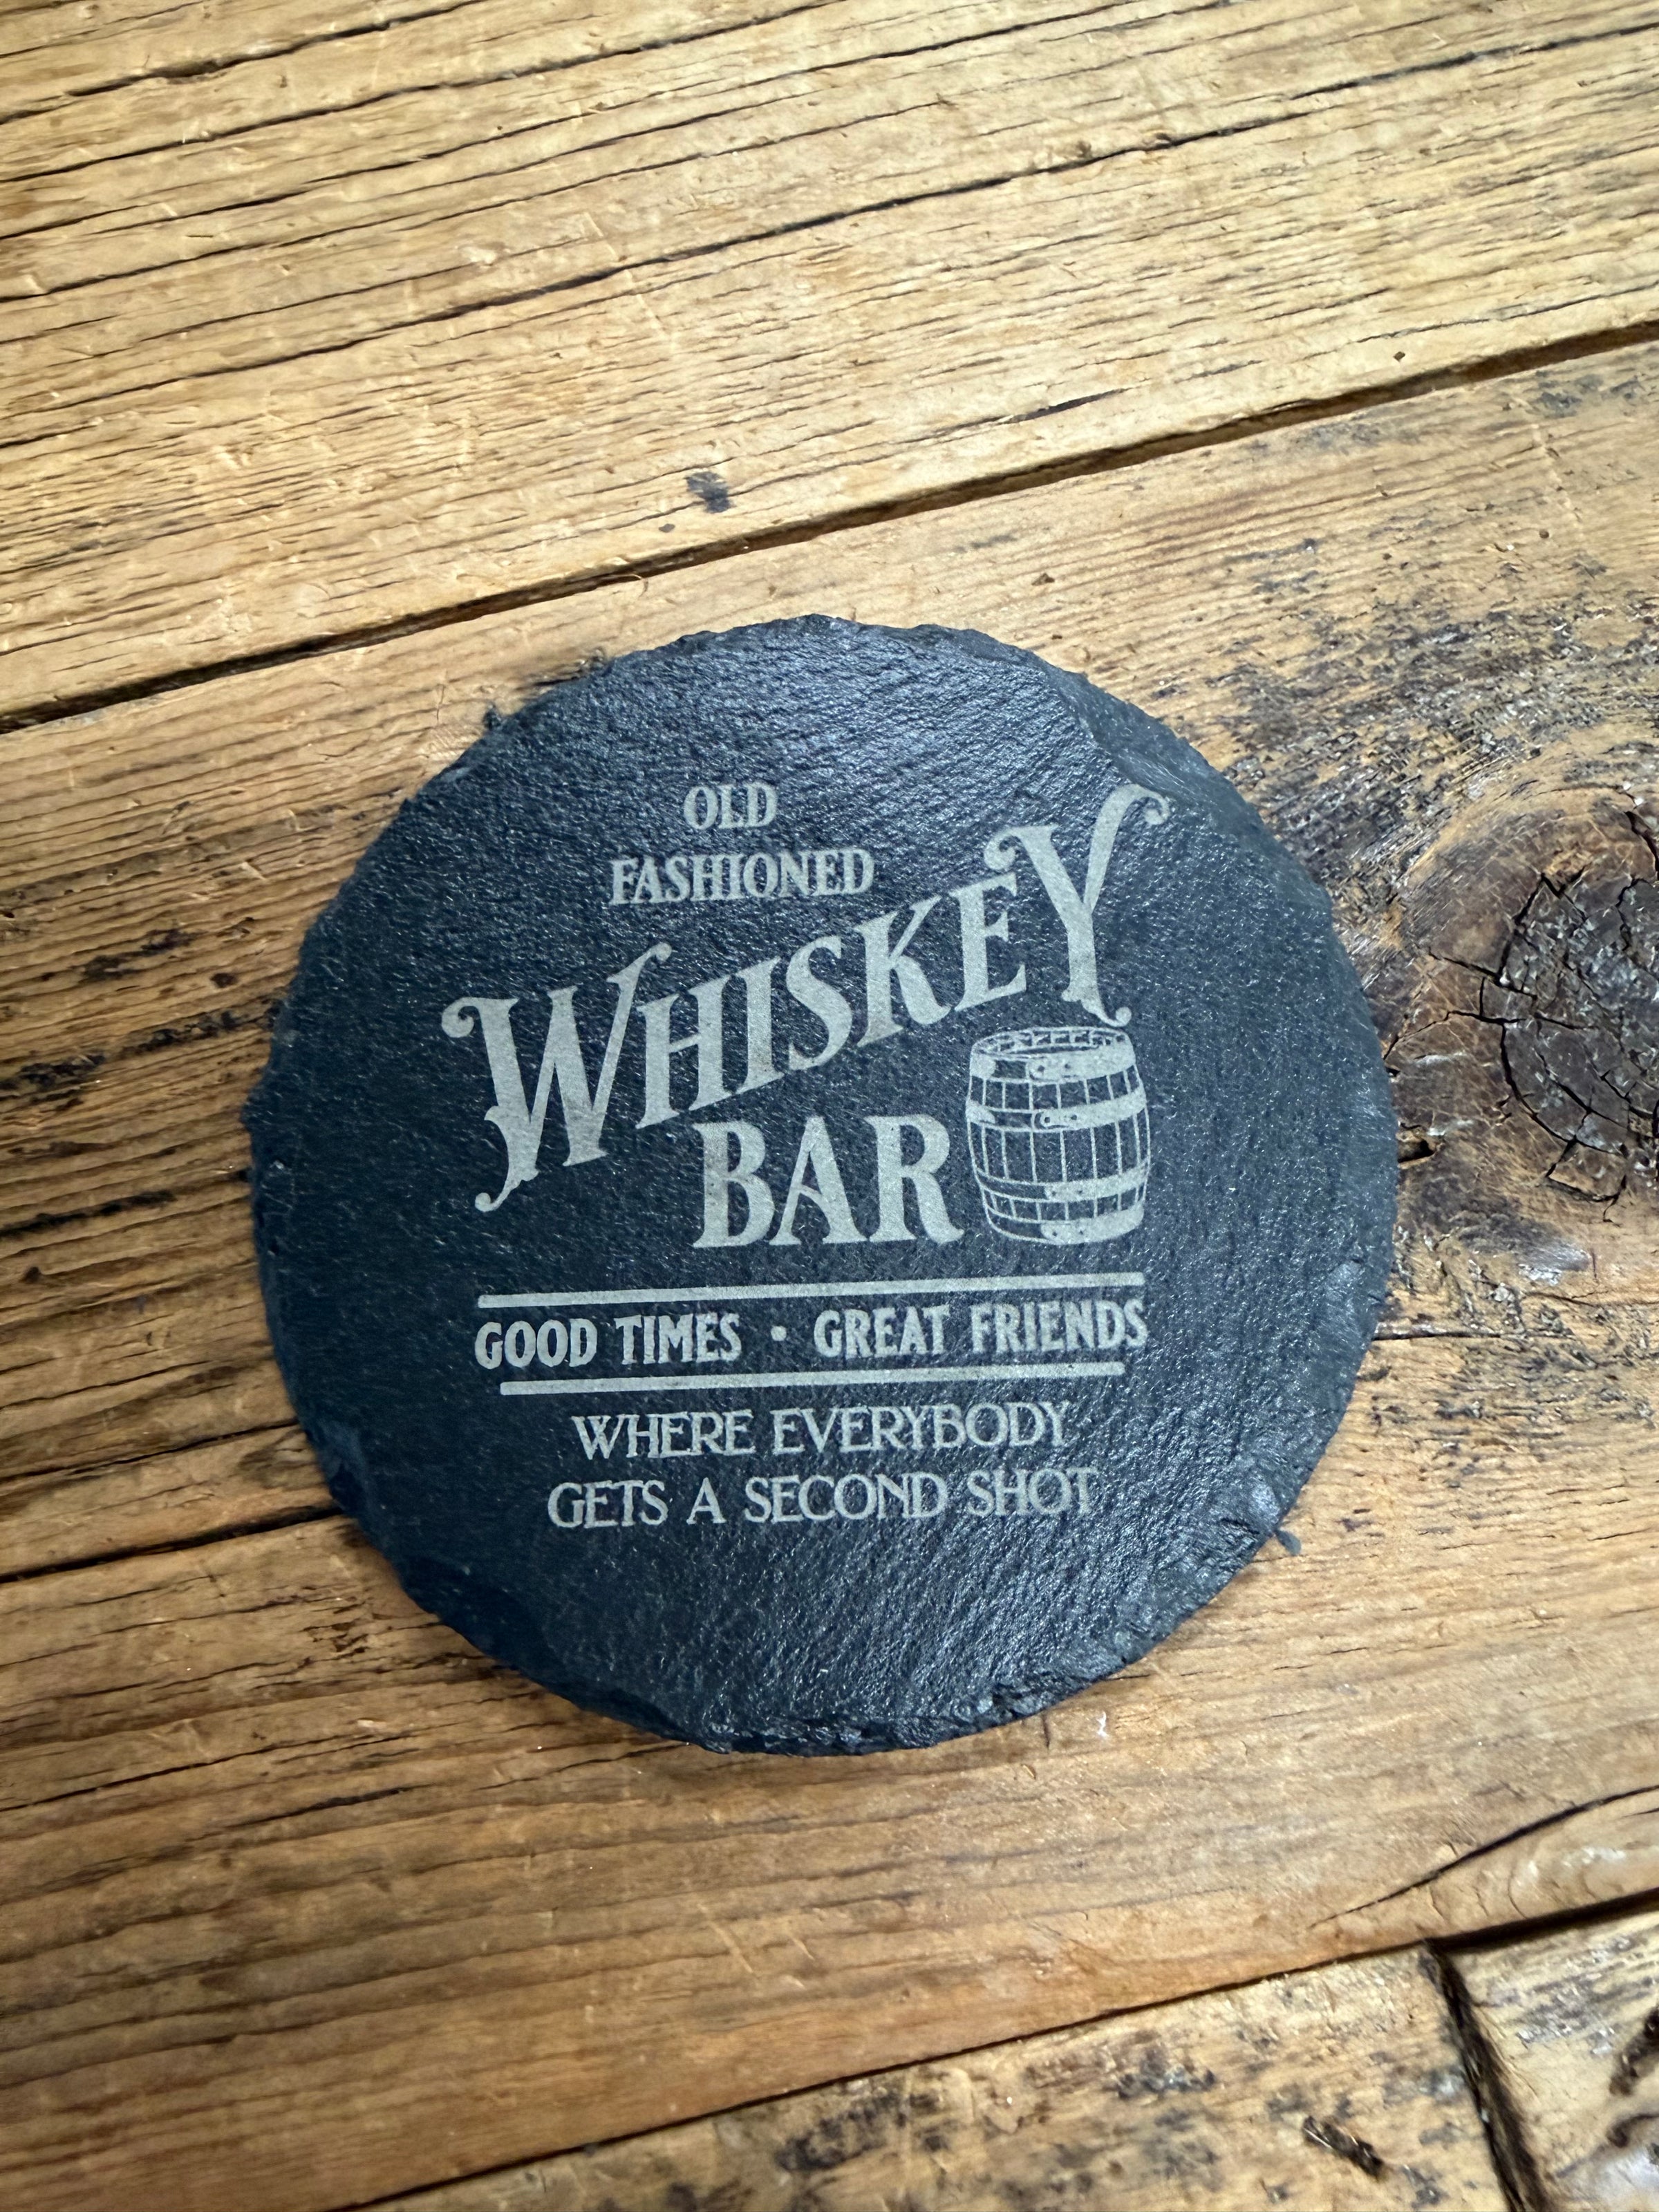 OLD
FASHIONED
WHISKEY
BAR
GOOD TIMES • GREAT FRIENDS
WHERE EVERYBODY
GETS A SECOND SHOT